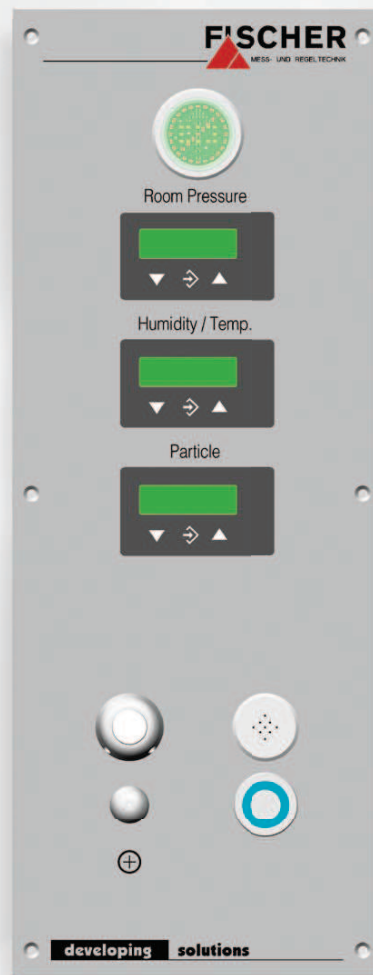 FISCHER
MESS- UND REGELTECHNIK
Room Pressure
Humidity / Temp.
Particle
developing solutions